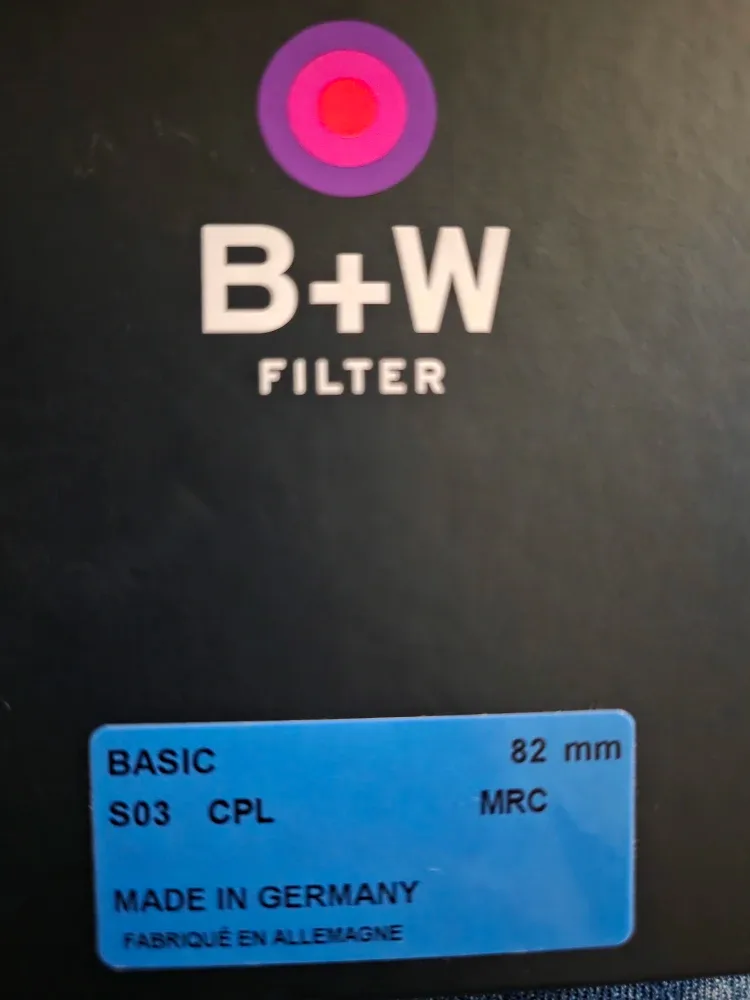 B+W
FILTER
BASIC 82 mm
S03 CPL MRC
MADE IN GERMANY
FABRIQUÉ EN ALLEMAGNE